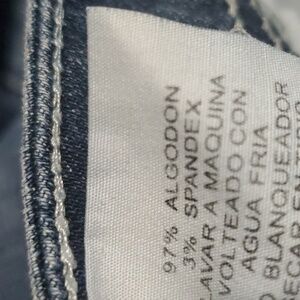 97% ALGODON
3% SPANDEX
LAVAR A MAQUINA
VOLTEADO CON
AGUA FRIA
BLANQUEADOR